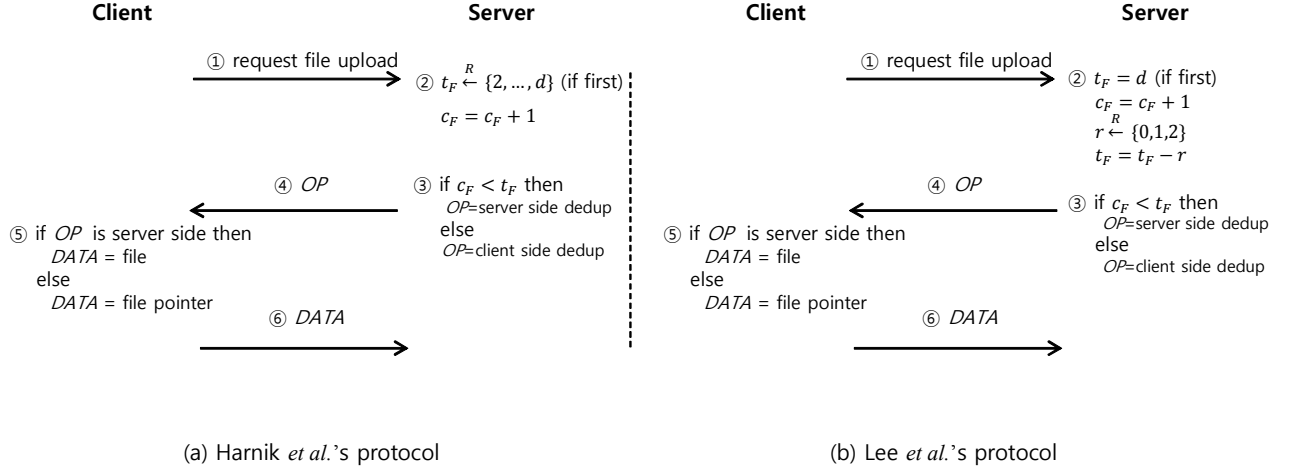 Client
Server
① request file upload
② t_F ←R {2, ..., d} (if first)
c_F = c_F + 1
④ OP
③ if c_F < t_F then
OP=server side dedup
else
OP=client side dedup
⑤ if OP is server side then
DATA = file
else
DATA = file pointer
⑥ DATA
(a) Harnik et al.'s protocol
Client
Server
① request file upload
② t_F = d (if first)
c_F = c_F + 1
r ←R {0,1,2}
t_F = t_F − r
④ OP
③ if c_F < t_F then
OP=server side dedup
else
OP=client side dedup
⑤ if OP is server side then
DATA = file
else
DATA = file pointer
⑥ DATA
(b) Lee et al.'s protocol